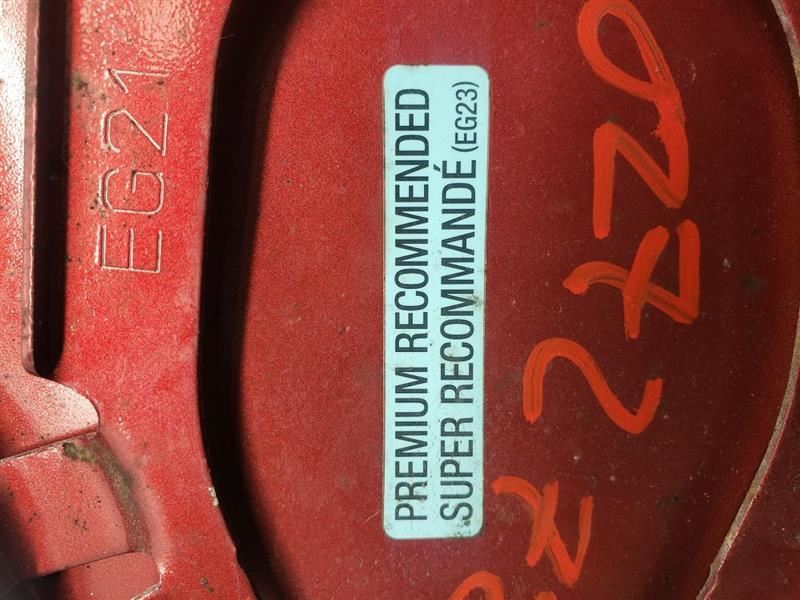 EG21
PREMIUM RECOMMENDED
SUPER RECOMMANDÉ (EG23)